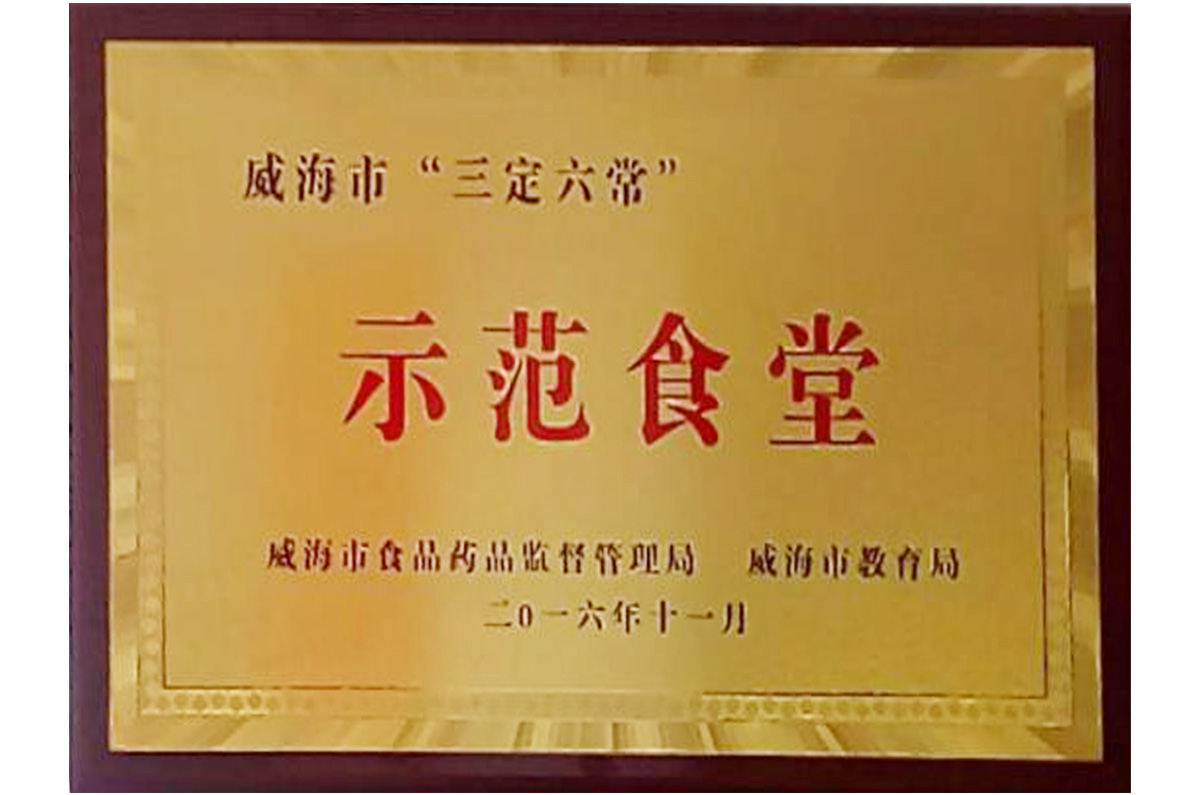 威海市“三定六常”
示范食堂
威海市食品药品监督管理局 威海市教育局
二0一六年十一月